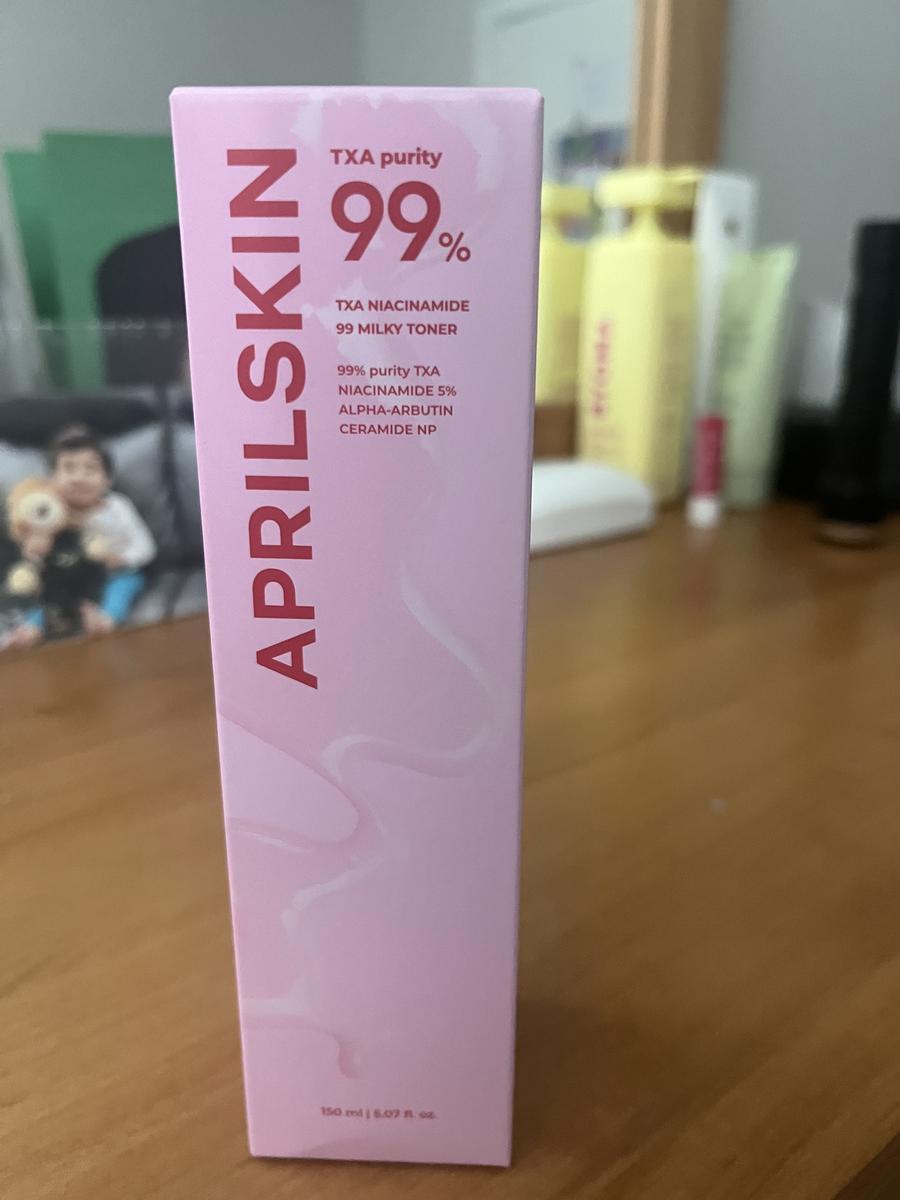 APRILSKIN
TXA purity
99%
TXA NIACINAMIDE
99 MILKY TONER
99% purity TXA
NIACINAMIDE 5%
ALPHA-ARBUTIN
CERAMIDE NP
150 ml | 5.07 fl. oz.